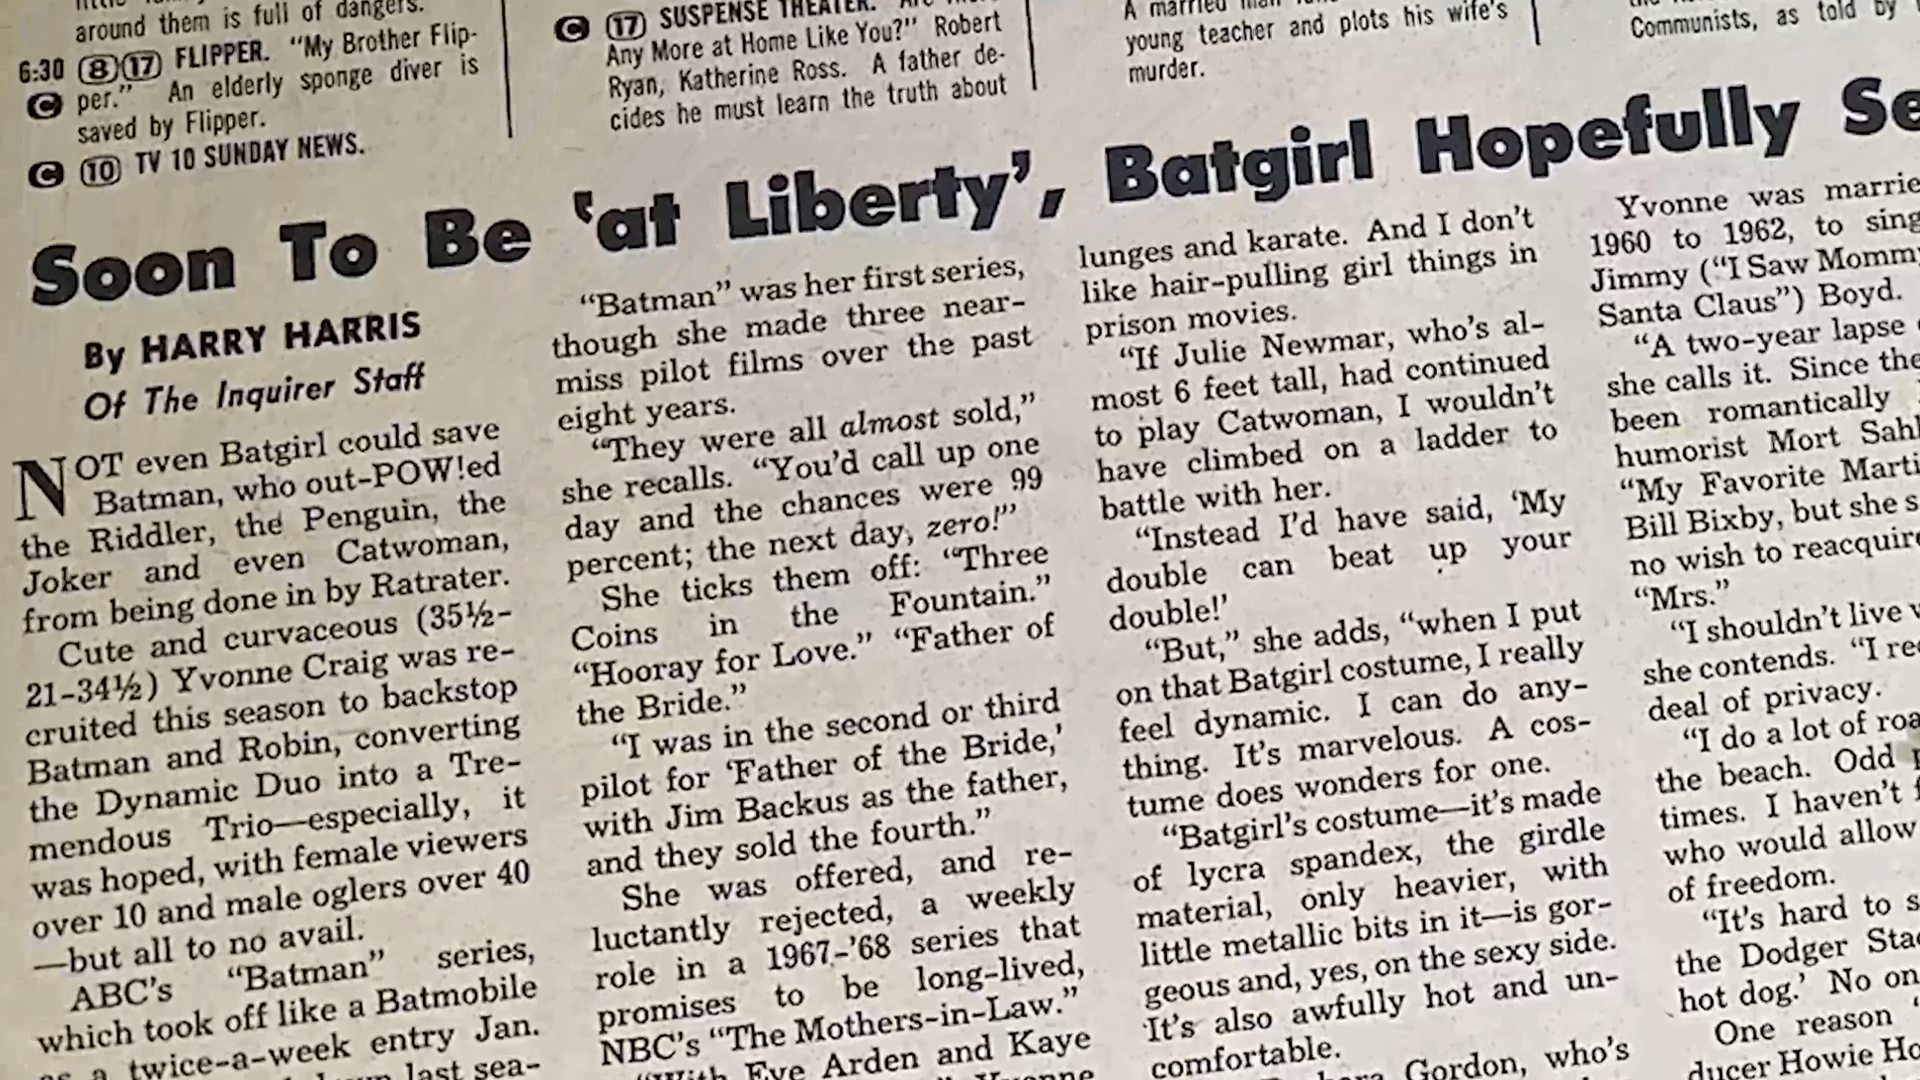 around them is full of dangers.
6:30 8 17 FLIPPER. "My Brother Flip-
C per." An elderly sponge diver is
saved by Flipper.
C 10 TV 10 SUNDAY NEWS.
C 17 SUSPENSE THEATER.
Any More at Home Like You?" Robert
Ryan, Katherine Ross. A father de-
cides he must learn the truth about
A married man
young teacher and plots his wife's
murder.
Communists, as told by
Soon To Be 'at Liberty', Batgirl Hopefully Se
By HARRY HARRIS
Of The Inquirer Staff
NOT even Batgirl could save
Batman, who out-POW!ed
the Riddler, the Penguin, the
Joker and even Catwoman,
from being done in by Ratrater.
Cute and curvaceous (35½-
21-34½) Yvonne Craig was re-
cruited this season to backstop
Batman and Robin, converting
the Dynamic Duo into a Tre-
mendous Trio—especially, it
was hoped, with female viewers
over 10 and male oglers over 40
—but all to no avail.
ABC's "Batman" series,
which took off like a Batmobile
as a twice-a-week entry Jan.
last sea-
"Batman" was her first series,
though she made three near-
miss pilot films over the past
eight years.
"They were all almost sold,"
she recalls. "You'd call up one
day and the chances were 99
percent; the next day, zero!"
She ticks them off: "Three
Coins in the Fountain."
"Hooray for Love." "Father of
the Bride."
"I was in the second or third
pilot for 'Father of the Bride,'
with Jim Backus as the father,
and they sold the fourth."
She was offered, and re-
luctantly rejected, a weekly
role in a 1967-'68 series that
promises to be long-lived,
NBC's "The Mothers-in-Law."
"With Eve Arden and Kaye
Yvonne
lunges and karate. And I don't
like hair-pulling girl things in
prison movies.
"If Julie Newmar, who's al-
most 6 feet tall, had continued
to play Catwoman, I wouldn't
have climbed on a ladder to
battle with her.
"Instead I'd have said, 'My
double can beat up your
double!'
"But," she adds, "when I put
on that Batgirl costume, I really
feel dynamic. I can do any-
thing. It's marvelous. A cos-
tume does wonders for one.
"Batgirl's costume—it's made
of lycra spandex, the girdle
material, only heavier, with
little metallic bits in it—is gor-
geous and, yes, on the sexy side.
It's also awfully hot and un-
comfortable.
Gordon, who's
Yvonne was marrie
1960 to 1962, to sing
Jimmy ("I Saw Momm
Santa Claus") Boyd.
"A two-year lapse
she calls it. Since the
been romantically
humorist Mort Sahl
"My Favorite Marti
Bill Bixby, but she s
no wish to reacquire
"Mrs."
"I shouldn't live
she contends. "I re
deal of privacy.
"I do a lot of roa
the beach. Odd
times. I haven't
who would allow
of freedom.
"It's hard to s
the Dodger Sta
hot dog.' No on
One reason
ducer Howie Ho